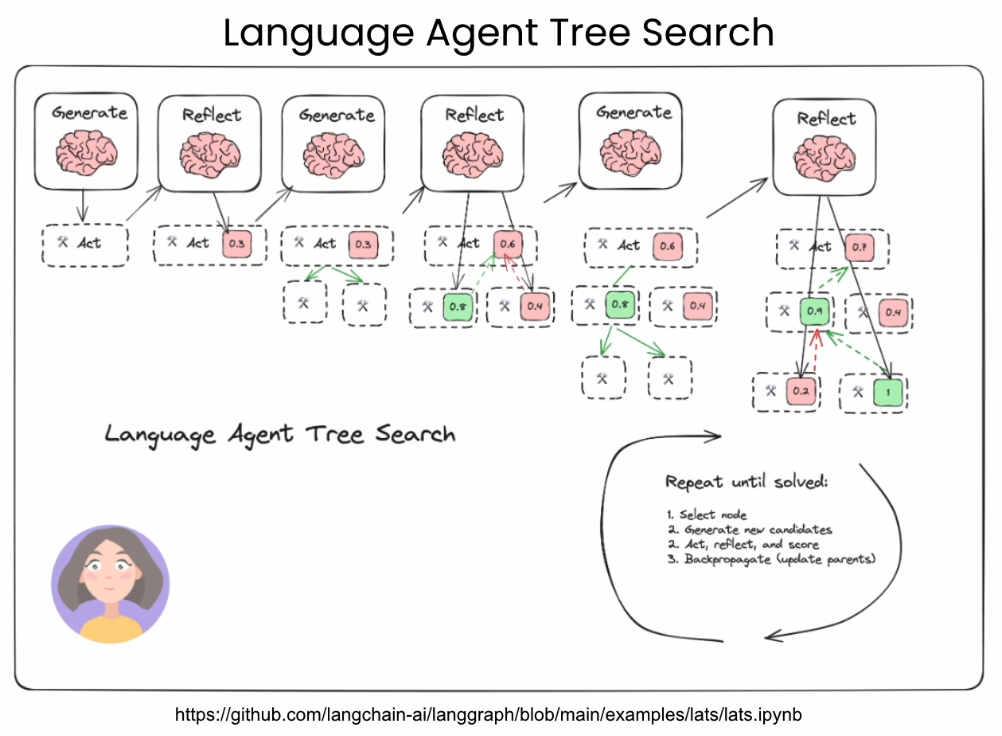 Language Agent Tree Search
Generate
Reflect
Generate
Reflect
Generate
Reflect
Act
Act 0.3
Act 0.3
Act 0.6
Act 0.6
Act 0.7
0.8 0.4
0.8 0.4
0.9 0.4
0.2 1
Language Agent Tree Search
Repeat until solved:
1. Select node
2. Generate new candidates
2. Act, reflect, and score
3. Backpropagate (update parents)
https://github.com/langchain-ai/langgraph/blob/main/examples/lats/lats.ipynb